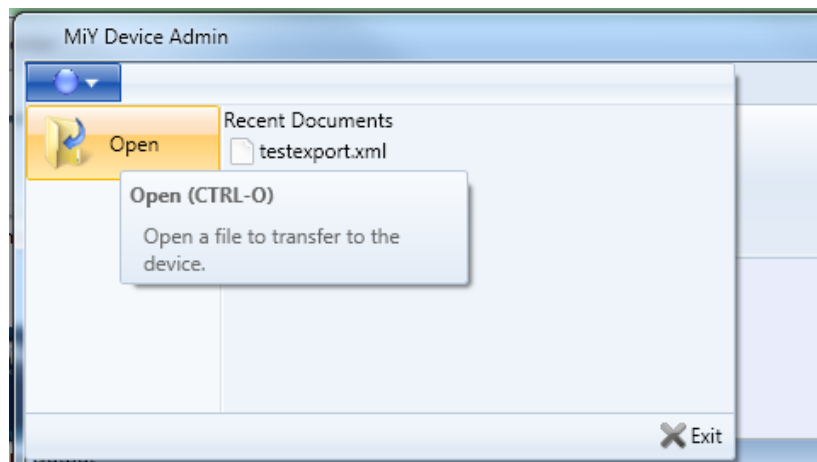 MiY Device Admin
Recent Documents
Open
testexport.xml
Open (CTRL-O)
Open a file to transfer to the
device.
Exit